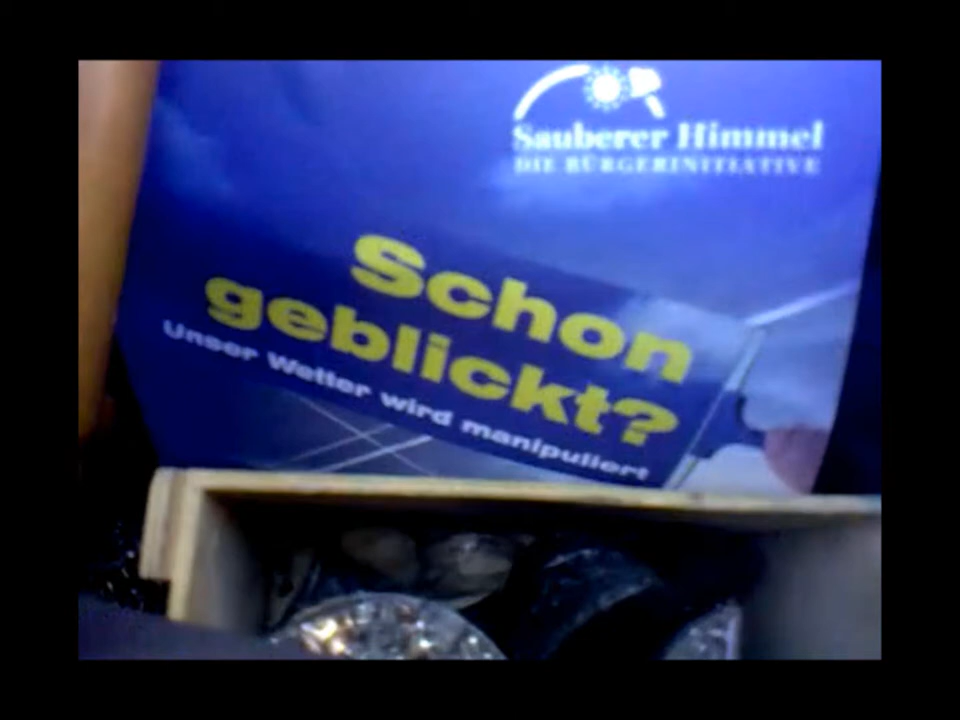 Sauberer Himmel
DIE BÜRGERINITIATIVE
Schon
geblickt?
Unser Wetter wird manipuliert